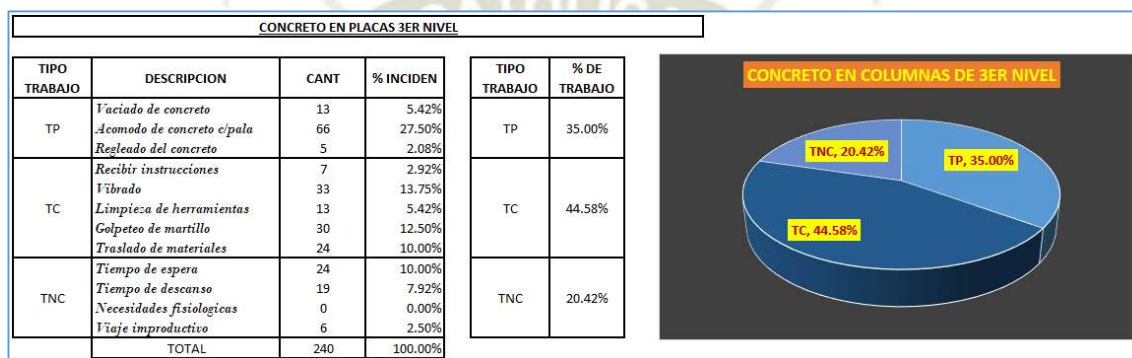 CONCRETO EN PLACAS 3ER NIVEL
TIPO TRABAJO DESCRIPCION CANT % INCIDEN
TP
Vaciado de concreto 13 5.42%
Acomodo de concreto c/pala 66 27.50%
Regleado del concreto 5 2.08%
TC
Recibir instrucciones 7 2.92%
Vibrado 33 13.75%
Limpieza de herramientas 13 5.42%
Golpeteo de martillo 30 12.50%
Traslado de materiales 24 10.00%
TNC
Tiempo de espera 24 10.00%
Tiempo de descanso 19 7.92%
Necesidades fisiologicas 0 0.00%
Viaje improductivo 6 2.50%
TOTAL 240 100.00%
TIPO TRABAJO % DE TRABAJO
TP 35.00%
TC 44.58%
TNC 20.42%
CONCRETO EN COLUMNAS DE 3ER NIVEL
TNC, 20.42%
TP, 35.00%
TC, 44.58%